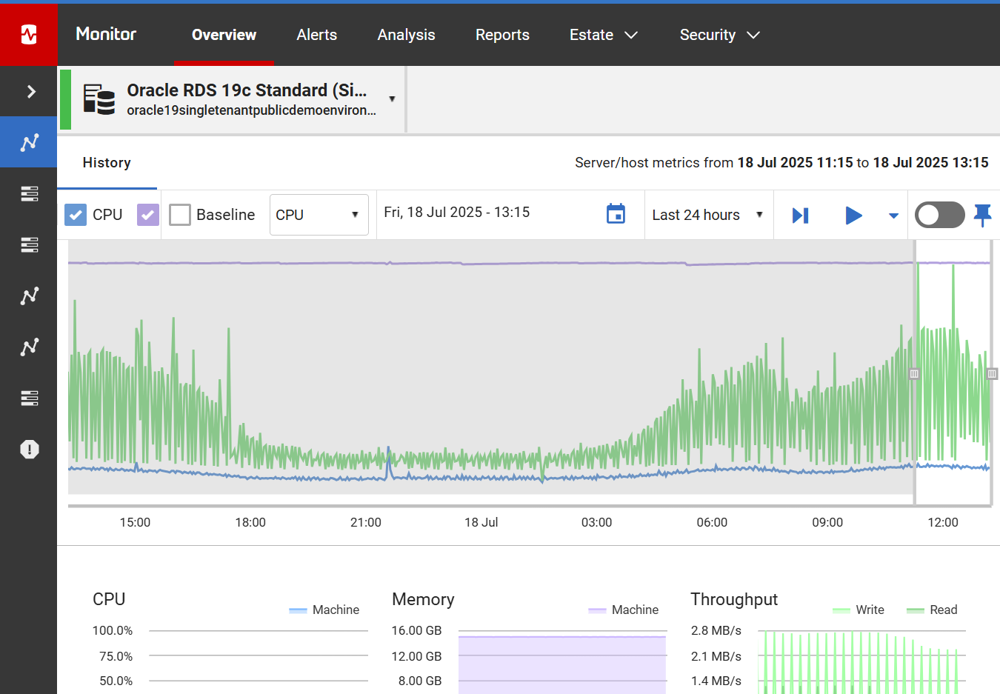 Monitor
Overview
Alerts
Analysis
Reports
Estate
Security
Oracle RDS 19c Standard (Si...
oracle19singletenantpublicdemoenviron...
History
Server/host metrics from 18 Jul 2025 11:15 to 18 Jul 2025 13:15
CPU
Baseline
CPU
Fri, 18 Jul 2025 - 13:15
Last 24 hours
15:00
18:00
21:00
18 Jul
03:00
06:00
09:00
12:00
CPU
Machine
100.0%
75.0%
50.0%
Memory
Machine
16.00 GB
12.00 GB
8.00 GB
Throughput
Write
Read
2.8 MB/s
2.1 MB/s
1.4 MB/s